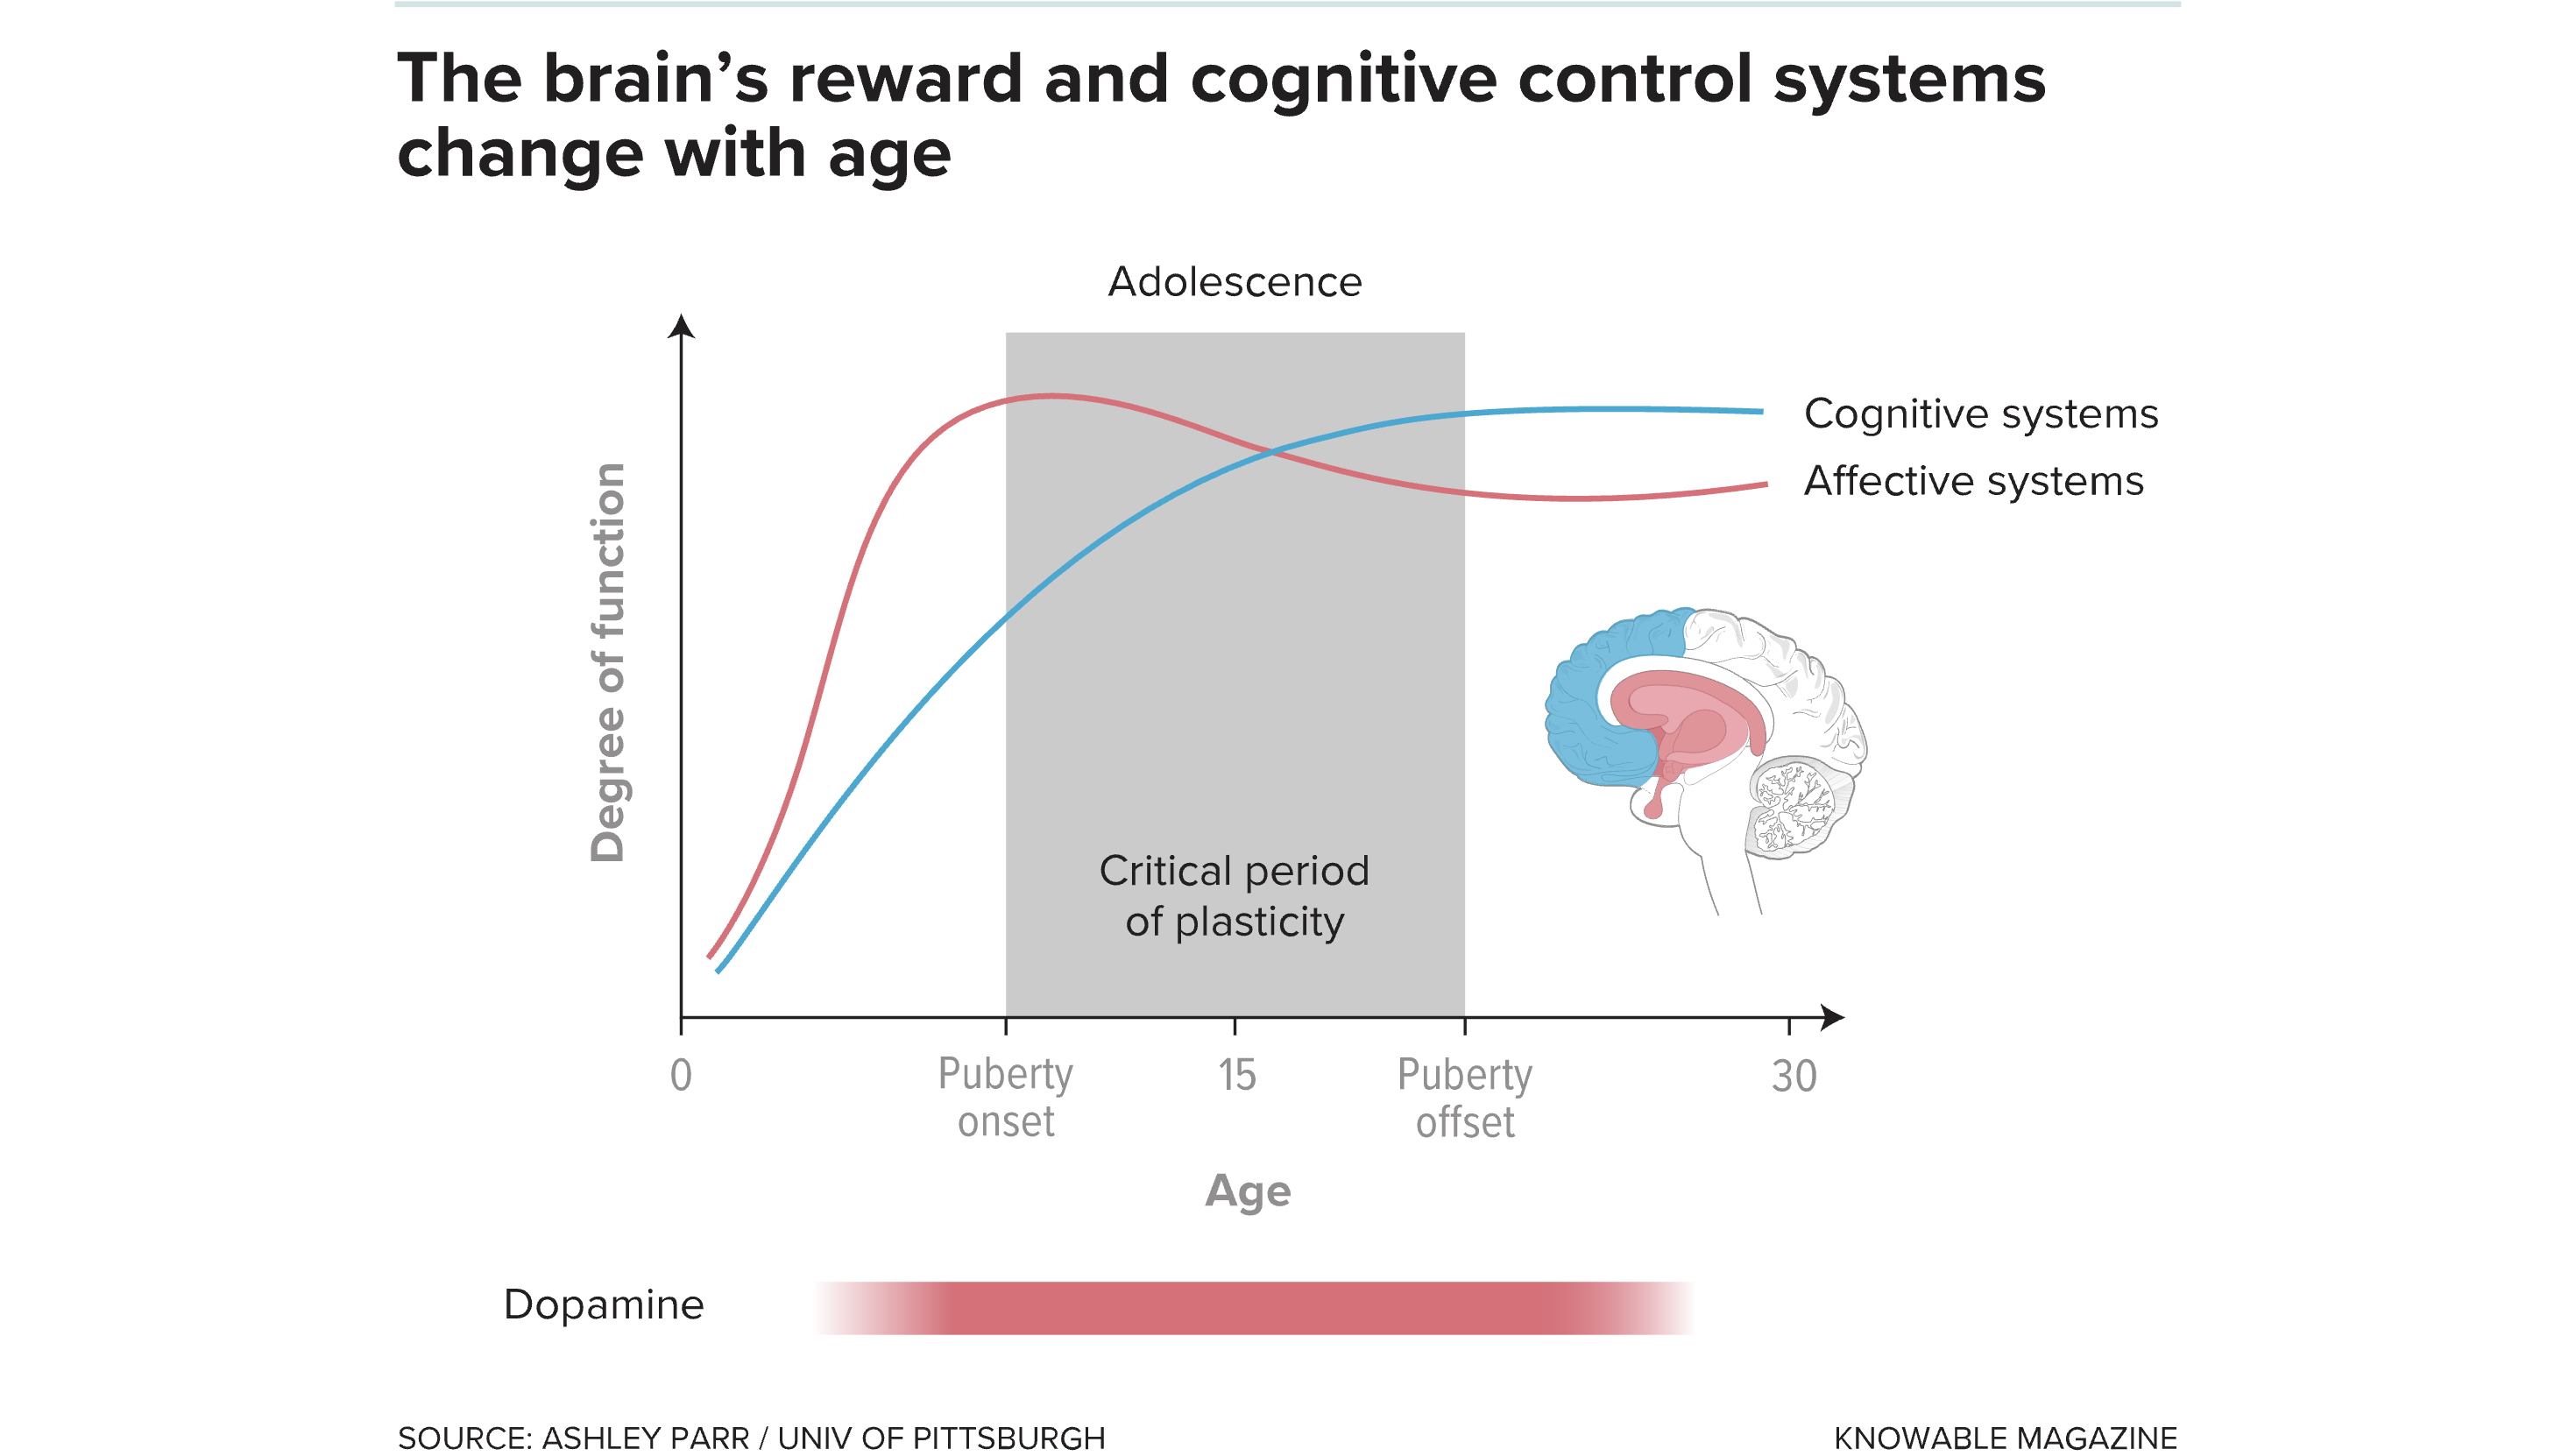 The brain’s reward and cognitive control systems
change with age
Adolescence
Degree of function
Cognitive systems
Affective systems
Critical period
of plasticity
0
Puberty
onset
15
Puberty
offset
30
Age
Dopamine
SOURCE: ASHLEY PARR / UNIV OF PITTSBURGH
KNOWABLE MAGAZINE